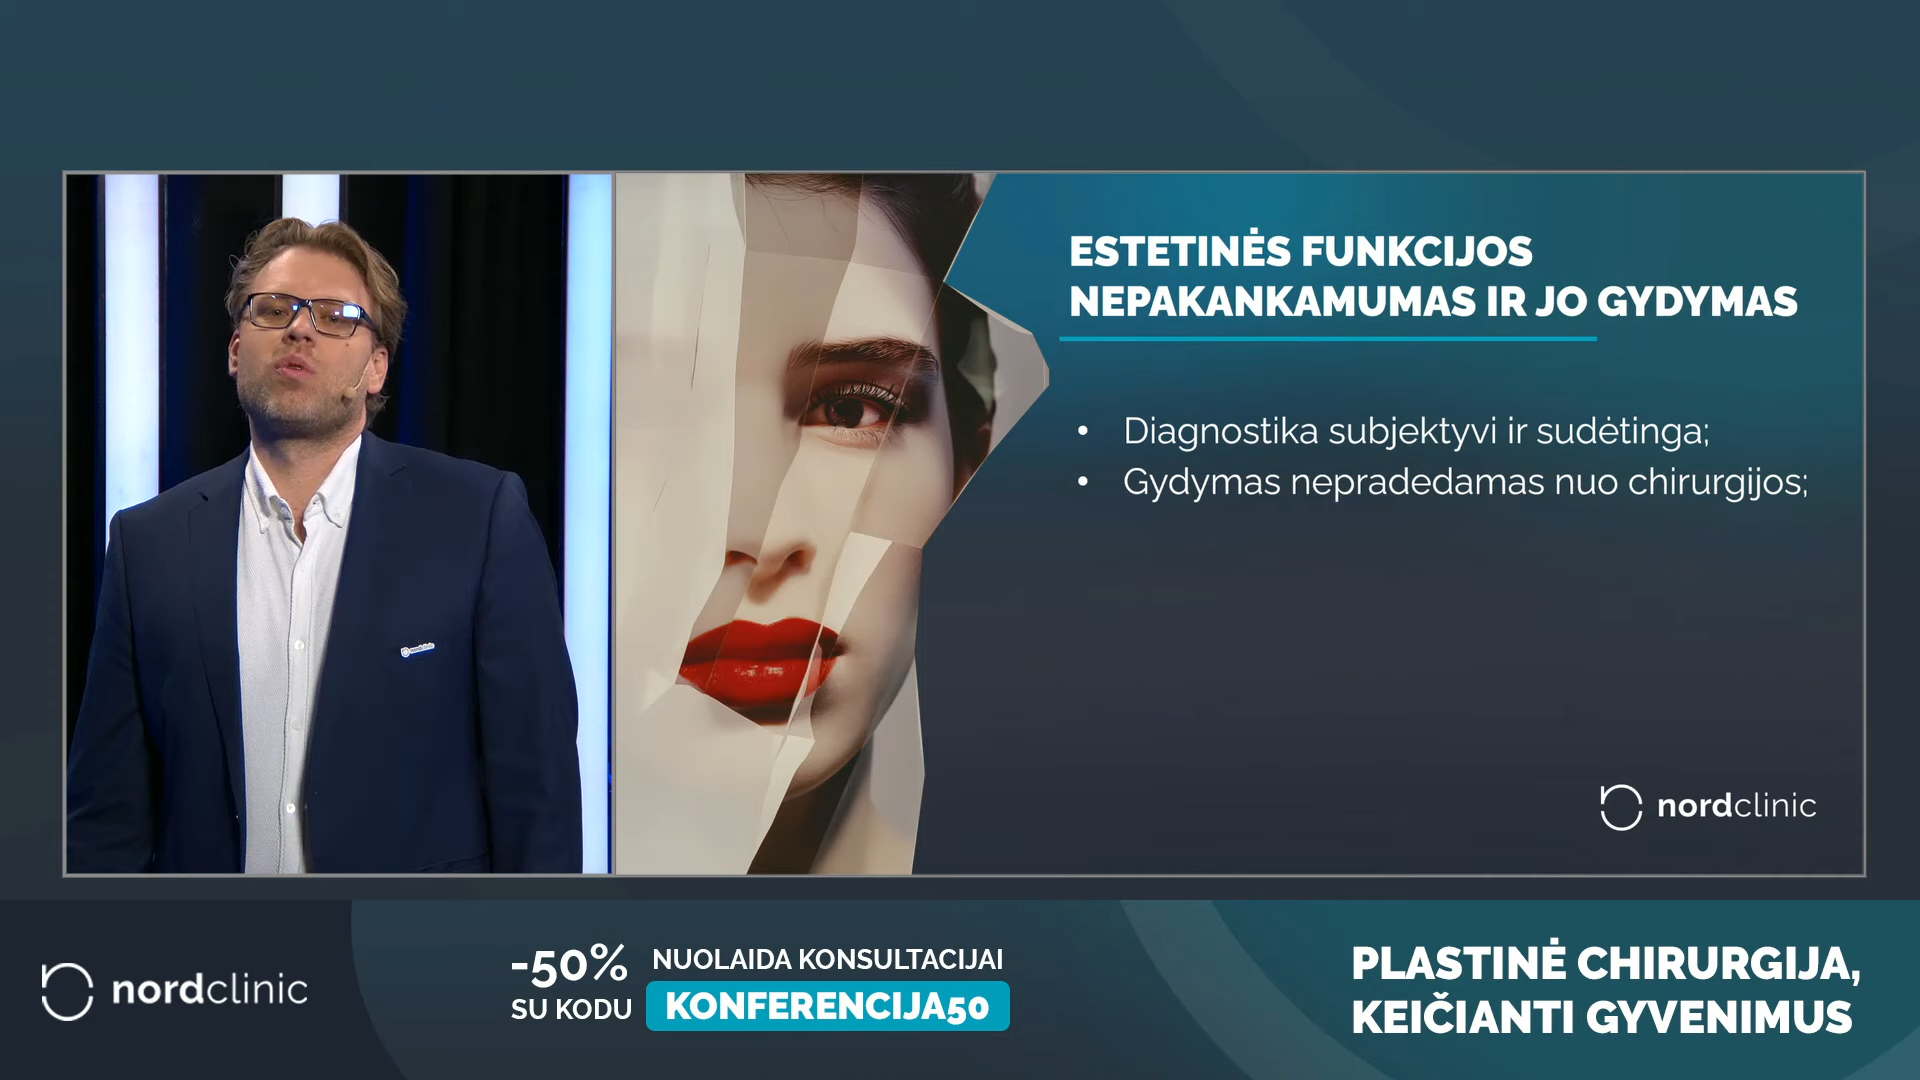 ESTETINĖS FUNKCIJOS
NEPAKANKAMUMAS IR JO GYDYMAS
• Diagnostika subjektyvi ir sudėtinga;
• Gydymas nepradedamas nuo chirurgijos;
nordclinic
nordclinic
nordclinic
-50% NUOLAIDA KONSULTACIJAI
SU KODU KONFERENCIJA50
PLASTINĖ CHIRURGIJA,
KEIČIANTI GYVENIMUS